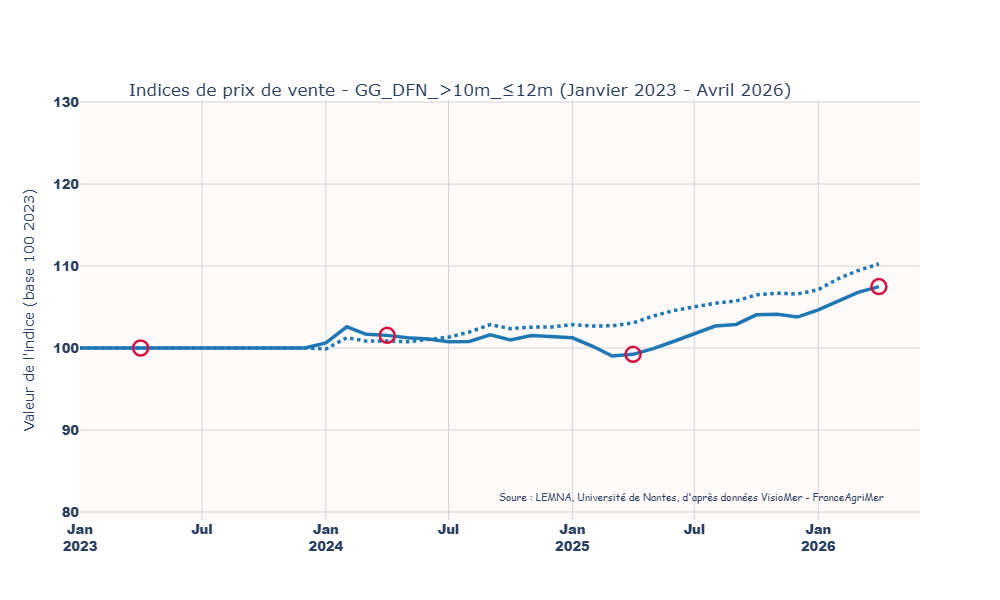 Indices de prix de vente - GG_DFN_>10m_≤12m (Janvier 2023 - Avril 2026)
Valeur de l'indice (base 100 2023)
130
120
110
100
90
80
Soure : LEMNA, Université de Nantes, d'après données VisioMer - FranceAgriMer
Jan
2023
Jul
Jan
2024
Jul
Jan
2025
Jul
Jan
2026